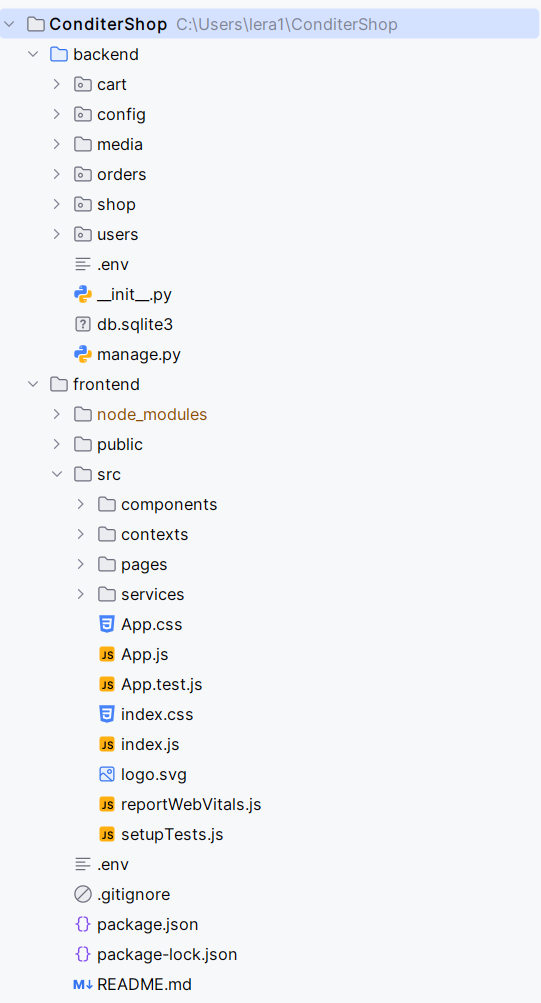 ConditerShop C:\Users\lera1\ConditerShop
backend
cart
config
media
orders
shop
users
.env
__init__.py
db.sqlite3
manage.py
frontend
node_modules
public
src
components
contexts
pages
services
App.css
App.js
App.test.js
index.css
index.js
logo.svg
reportWebVitals.js
setupTests.js
.env
.gitignore
package.json
package-lock.json
README.md